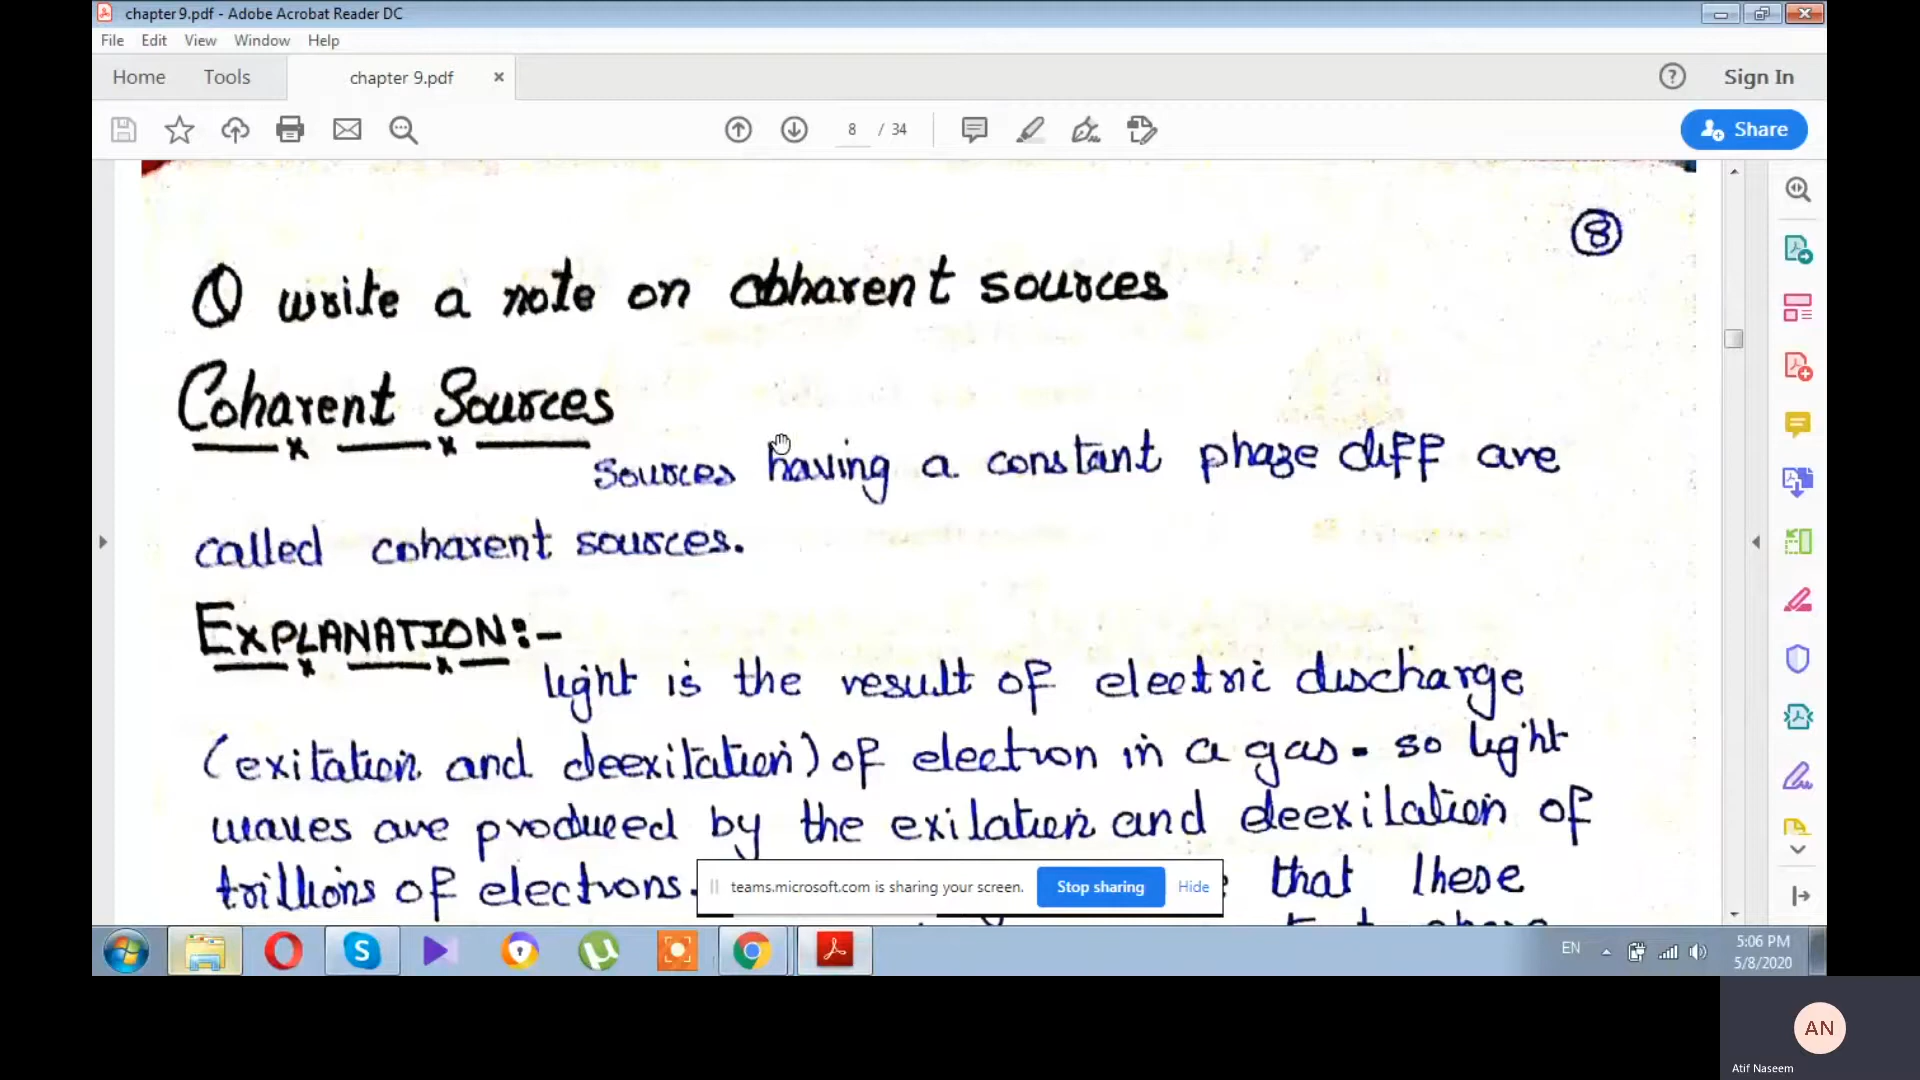 chapter 9.pdf - Adobe Acrobat Reader DC
File Edit View Window Help
Home Tools chapter 9.pdf × Sign In
8 / 34 Share
8
Q write a note on coharent sources
Coharent Sources
sources having a constant phase diff are
called coharent sources.
EXPLANATION:-
light is the result of electric discharge
(exitation and deexitation) of electron in a gas. so light
waves are produced by the exilation and deexilation of
trillions of electrons. that these
teams.microsoft.com is sharing your screen. Stop sharing Hide
EN 5:06 PM
5/8/2020
AN
Atif Naseem